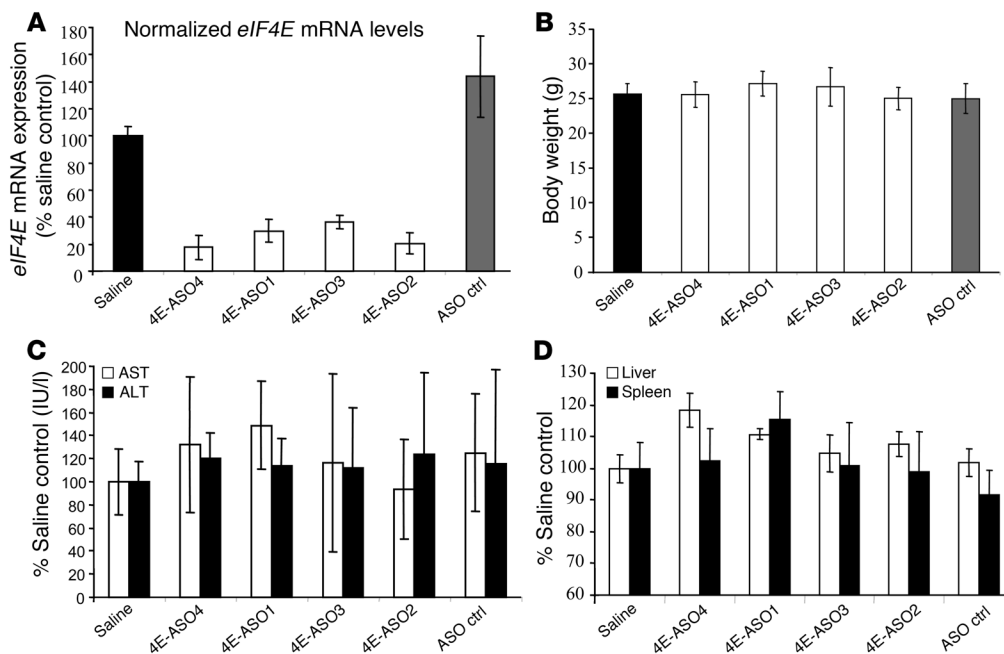 A
Normalized eIF4E mRNA levels
eIF4E mRNA expression
(% saline control)
180
160
140
120
100
80
60
40
20
0
Saline
4E-ASO4
4E-ASO1
4E-ASO3
4E-ASO2
ASO ctrl
B
Body weight (g)
35
30
25
20
15
10
5
0
Saline
4E-ASO4
4E-ASO1
4E-ASO3
4E-ASO2
ASO ctrl
C
% Saline control (IU/l)
200
180
160
140
120
100
80
60
40
20
0
AST
ALT
Saline
4E-ASO4
4E-ASO1
4E-ASO3
4E-ASO2
ASO ctrl
D
% Saline control
130
120
110
100
90
80
70
60
Liver
Spleen
Saline
4E-ASO4
4E-ASO1
4E-ASO3
4E-ASO2
ASO ctrl